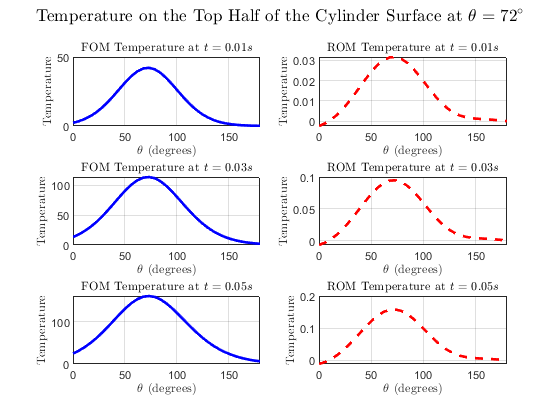 Temperature on the Top Half of the Cylinder Surface at θ = 72°
FOM Temperature at t = 0.01s
50
0
Temperature
0 50 100 150
θ (degrees)
ROM Temperature at t = 0.01s
0.03
0.02
0.01
0
Temperature
0 50 100 150
θ (degrees)
FOM Temperature at t = 0.03s
100
50
0
Temperature
0 50 100 150
θ (degrees)
ROM Temperature at t = 0.03s
0.1
0.05
0
Temperature
0 50 100 150
θ (degrees)
FOM Temperature at t = 0.05s
100
0
Temperature
0 50 100 150
θ (degrees)
ROM Temperature at t = 0.05s
0.2
0.1
0
Temperature
0 50 100 150
θ (degrees)